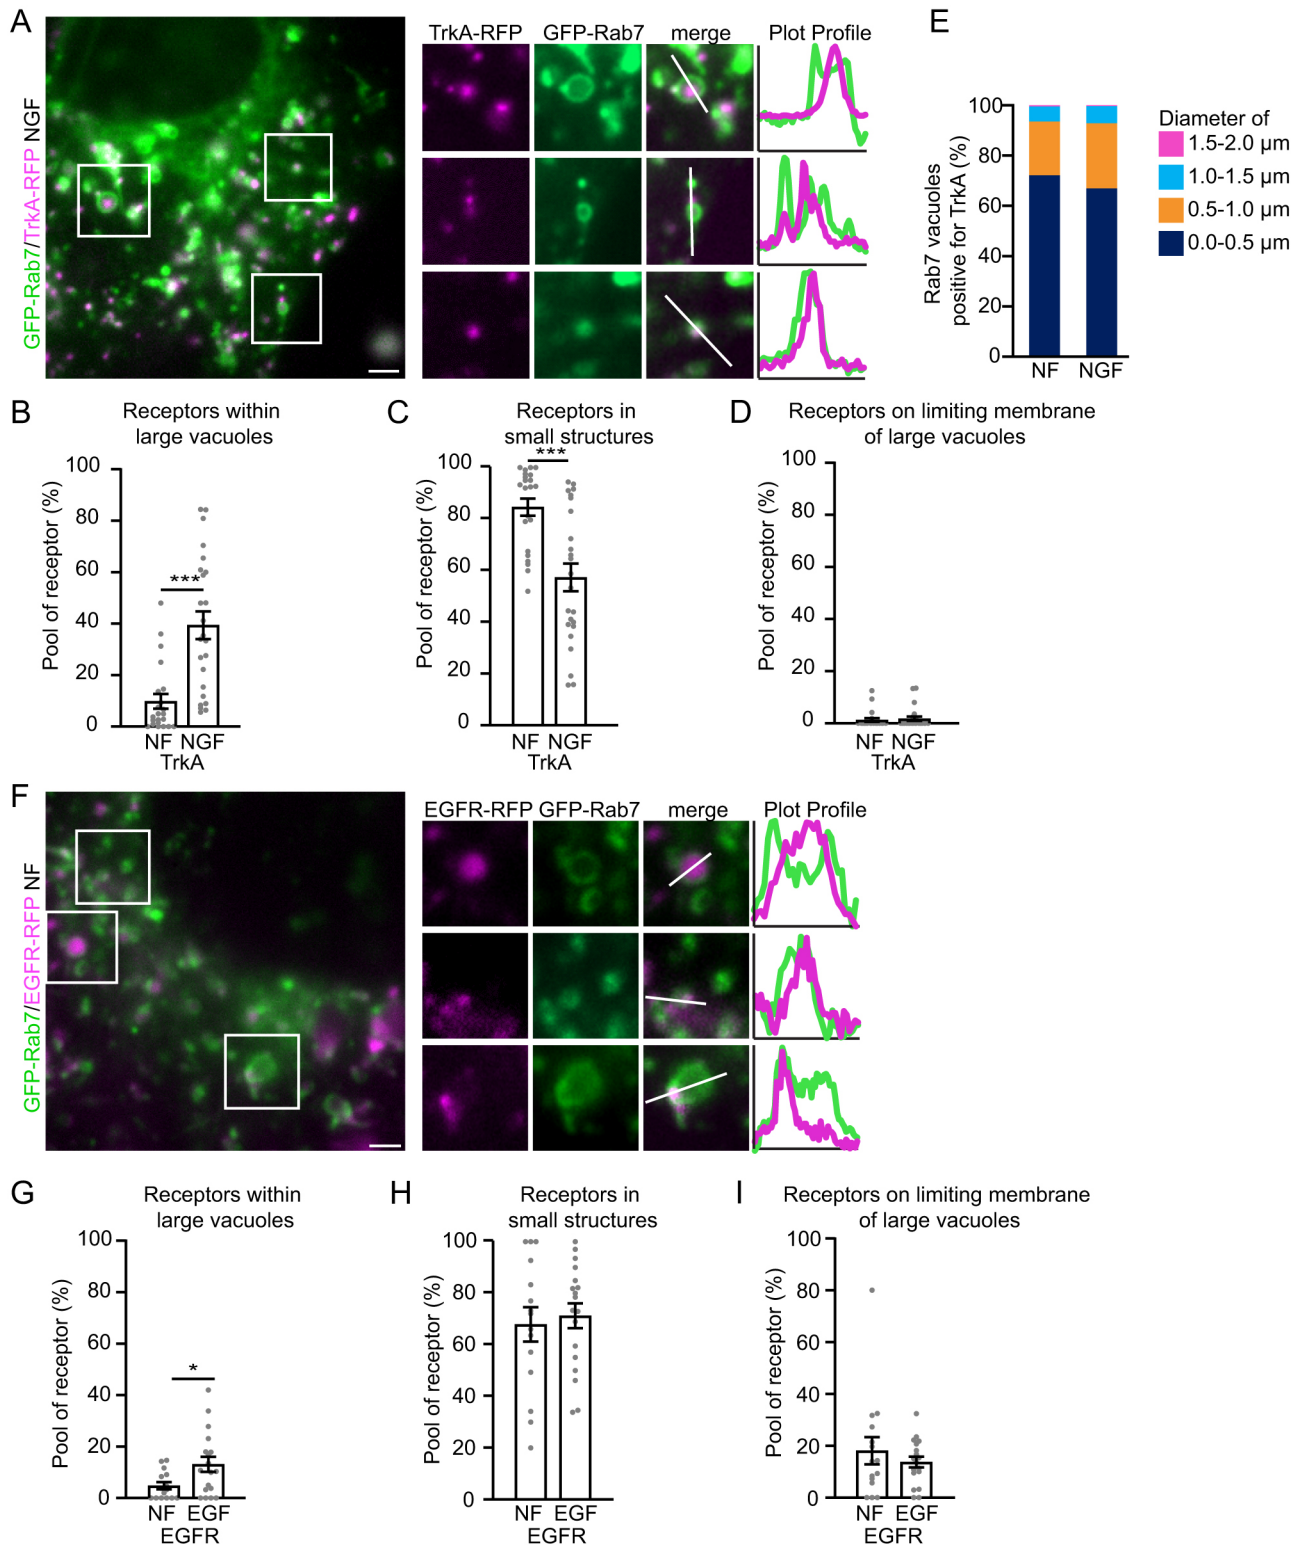 A
GFP-Rab7/TrkA-RFP NGF
TrkA-RFP GFP-Rab7 merge Plot Profile
E
Rab7 vacuoles
positive for TrkA (%)
100
80
60
40
20
0
NF NGF
Diameter of
1.5-2.0 µm
1.0-1.5 µm
0.5-1.0 µm
0.0-0.5 µm
B
Receptors within
large vacuoles
Pool of receptor (%)
100
80
60
40
20
0
***
NF NGF
TrkA
C
Receptors in
small structures
Pool of receptor (%)
100
80
60
40
20
0
***
NF NGF
TrkA
D
Receptors on limiting membrane
of large vacuoles
Pool of receptor (%)
100
80
60
40
20
0
NF NGF
TrkA
F
GFP-Rab7/EGFR-RFP NF
EGFR-RFP GFP-Rab7 merge Plot Profile
G
Receptors within
large vacuoles
Pool of receptor (%)
100
80
60
40
20
0
*
NF EGF
EGFR
H
Receptors in
small structures
Pool of receptor (%)
100
80
60
40
20
0
NF EGF
EGFR
I
Receptors on limiting membrane
of large vacuoles
Pool of receptor (%)
100
80
60
40
20
0
NF EGF
EGFR